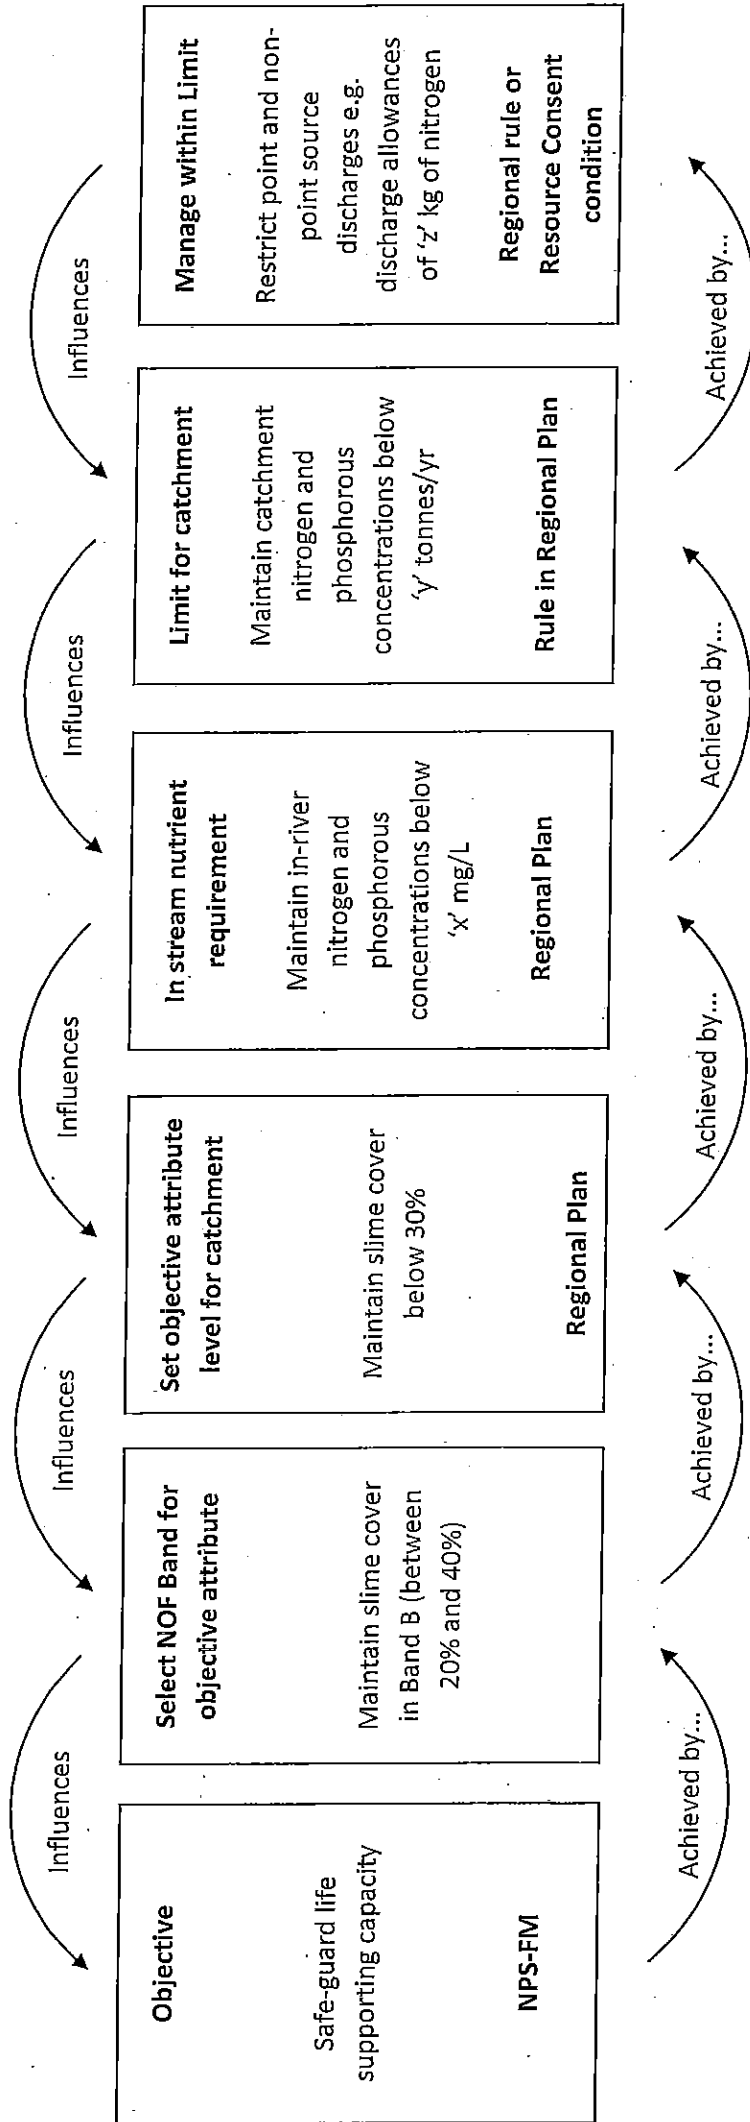 Influences
Influences
Influences
Influences
Influences
Objective
Safe-guard life
supporting capacity
NPS-FM
Select NOF Band for
objective attribute
Maintain slime cover
in Band B (between
20% and 40%)
Set objective attribute
level for catchment
Maintain slime cover
below 30%
Regional Plan
In stream nutrient
requirement
Maintain in-river
nitrogen and
phosphorous
concentrations below
'x' mg/L
Regional Plan
Limit for catchment
Maintain catchment
nitrogen and
phosphorous
concentrations below
'y' tonnes/yr
Rule in Regional Plan
Manage within Limit
Restrict point and non-
point source
discharges e.g.
discharge allowances
of 'z' kg of nitrogen
Regional rule or
Resource Consent
condition
Achieved by...
Achieved by...
Achieved by...
Achieved by...
Achieved by...